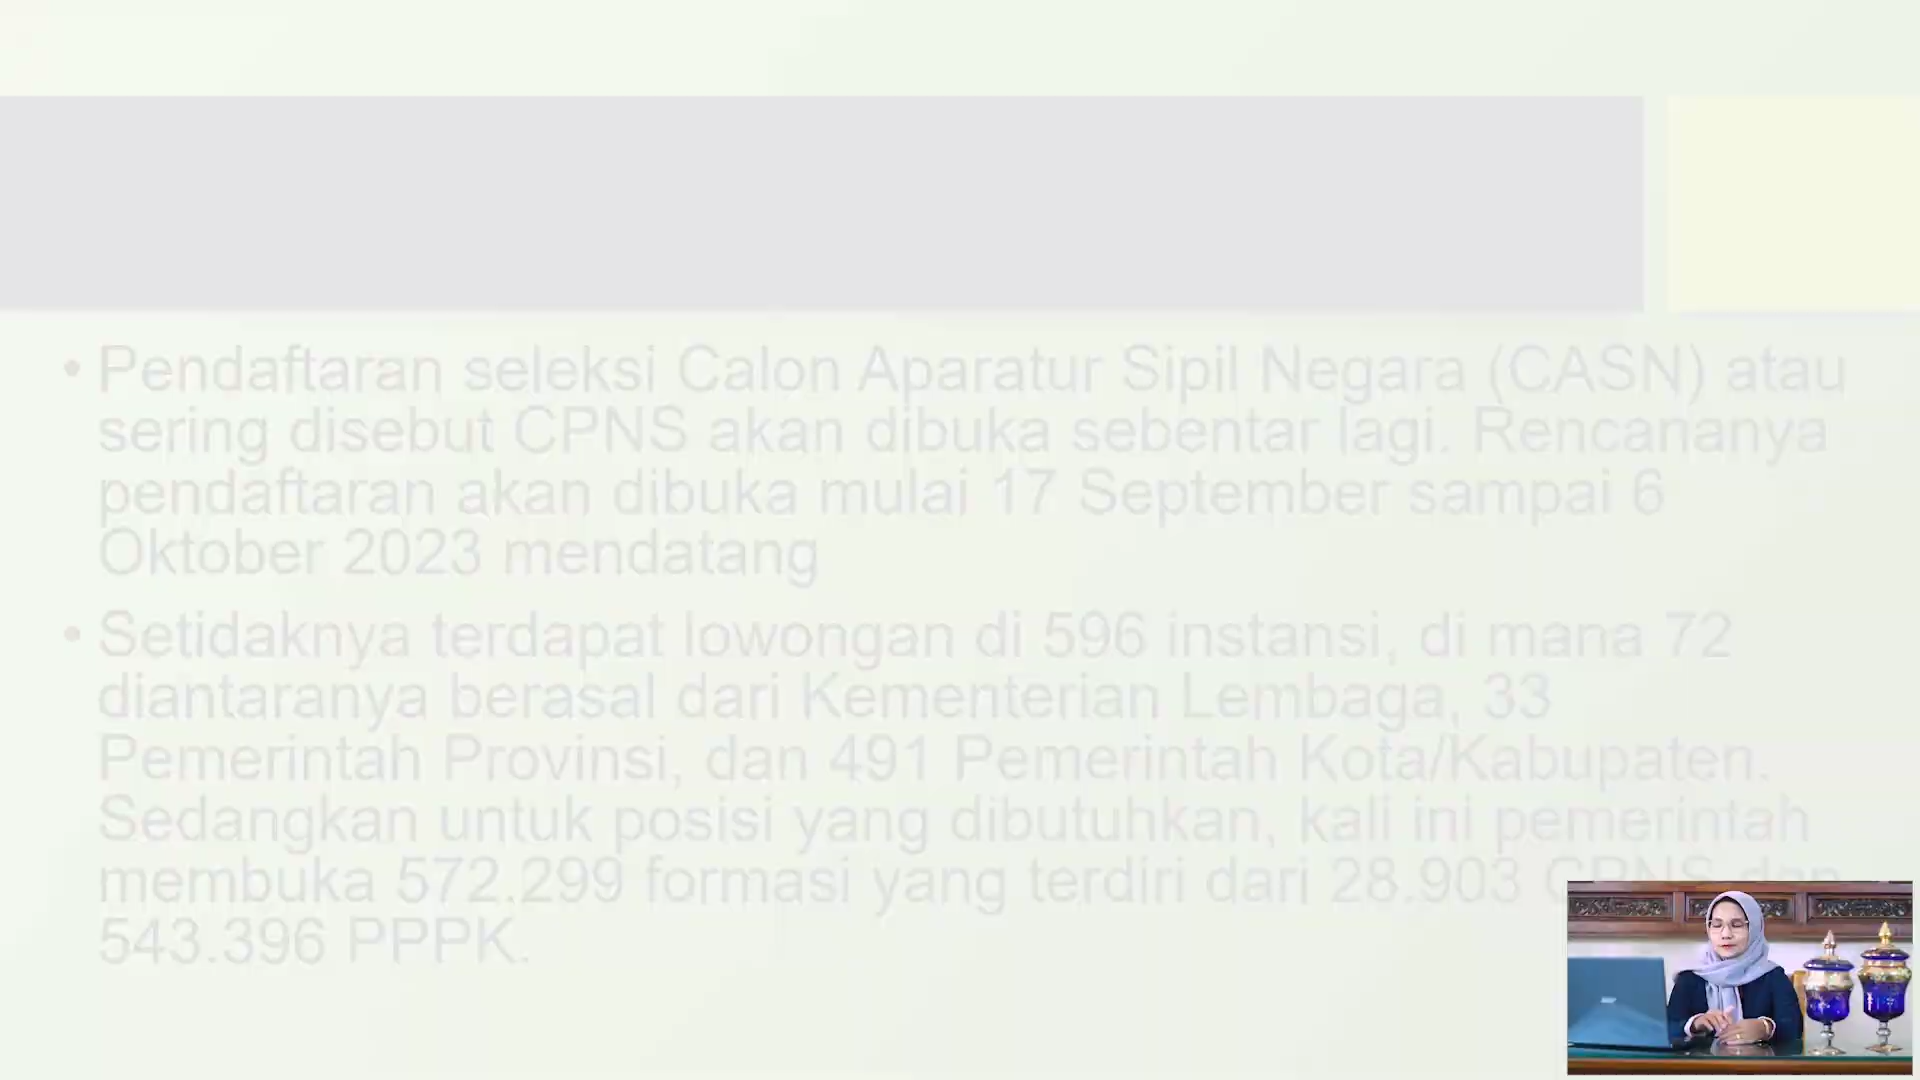 • Pendaftaran seleksi Calon Aparatur Sipil Negara (CASN) atau
sering disebut CPNS akan dibuka sebentar lagi. Rencananya
pendaftaran akan dibuka mulai 17 September sampai 6
Oktober 2023 mendatang
• Setidaknya terdapat lowongan di 596 instansi, di mana 72
diantaranya berasal dari Kementerian Lembaga, 33
Pemerintah Provinsi, dan 491 Pemerintah Kota/Kabupaten.
Sedangkan untuk posisi yang dibutuhkan, kali ini pemerintah
membuka 572.299 formasi yang terdiri dari 28.903 CPNS dan
543.396 PPPK.